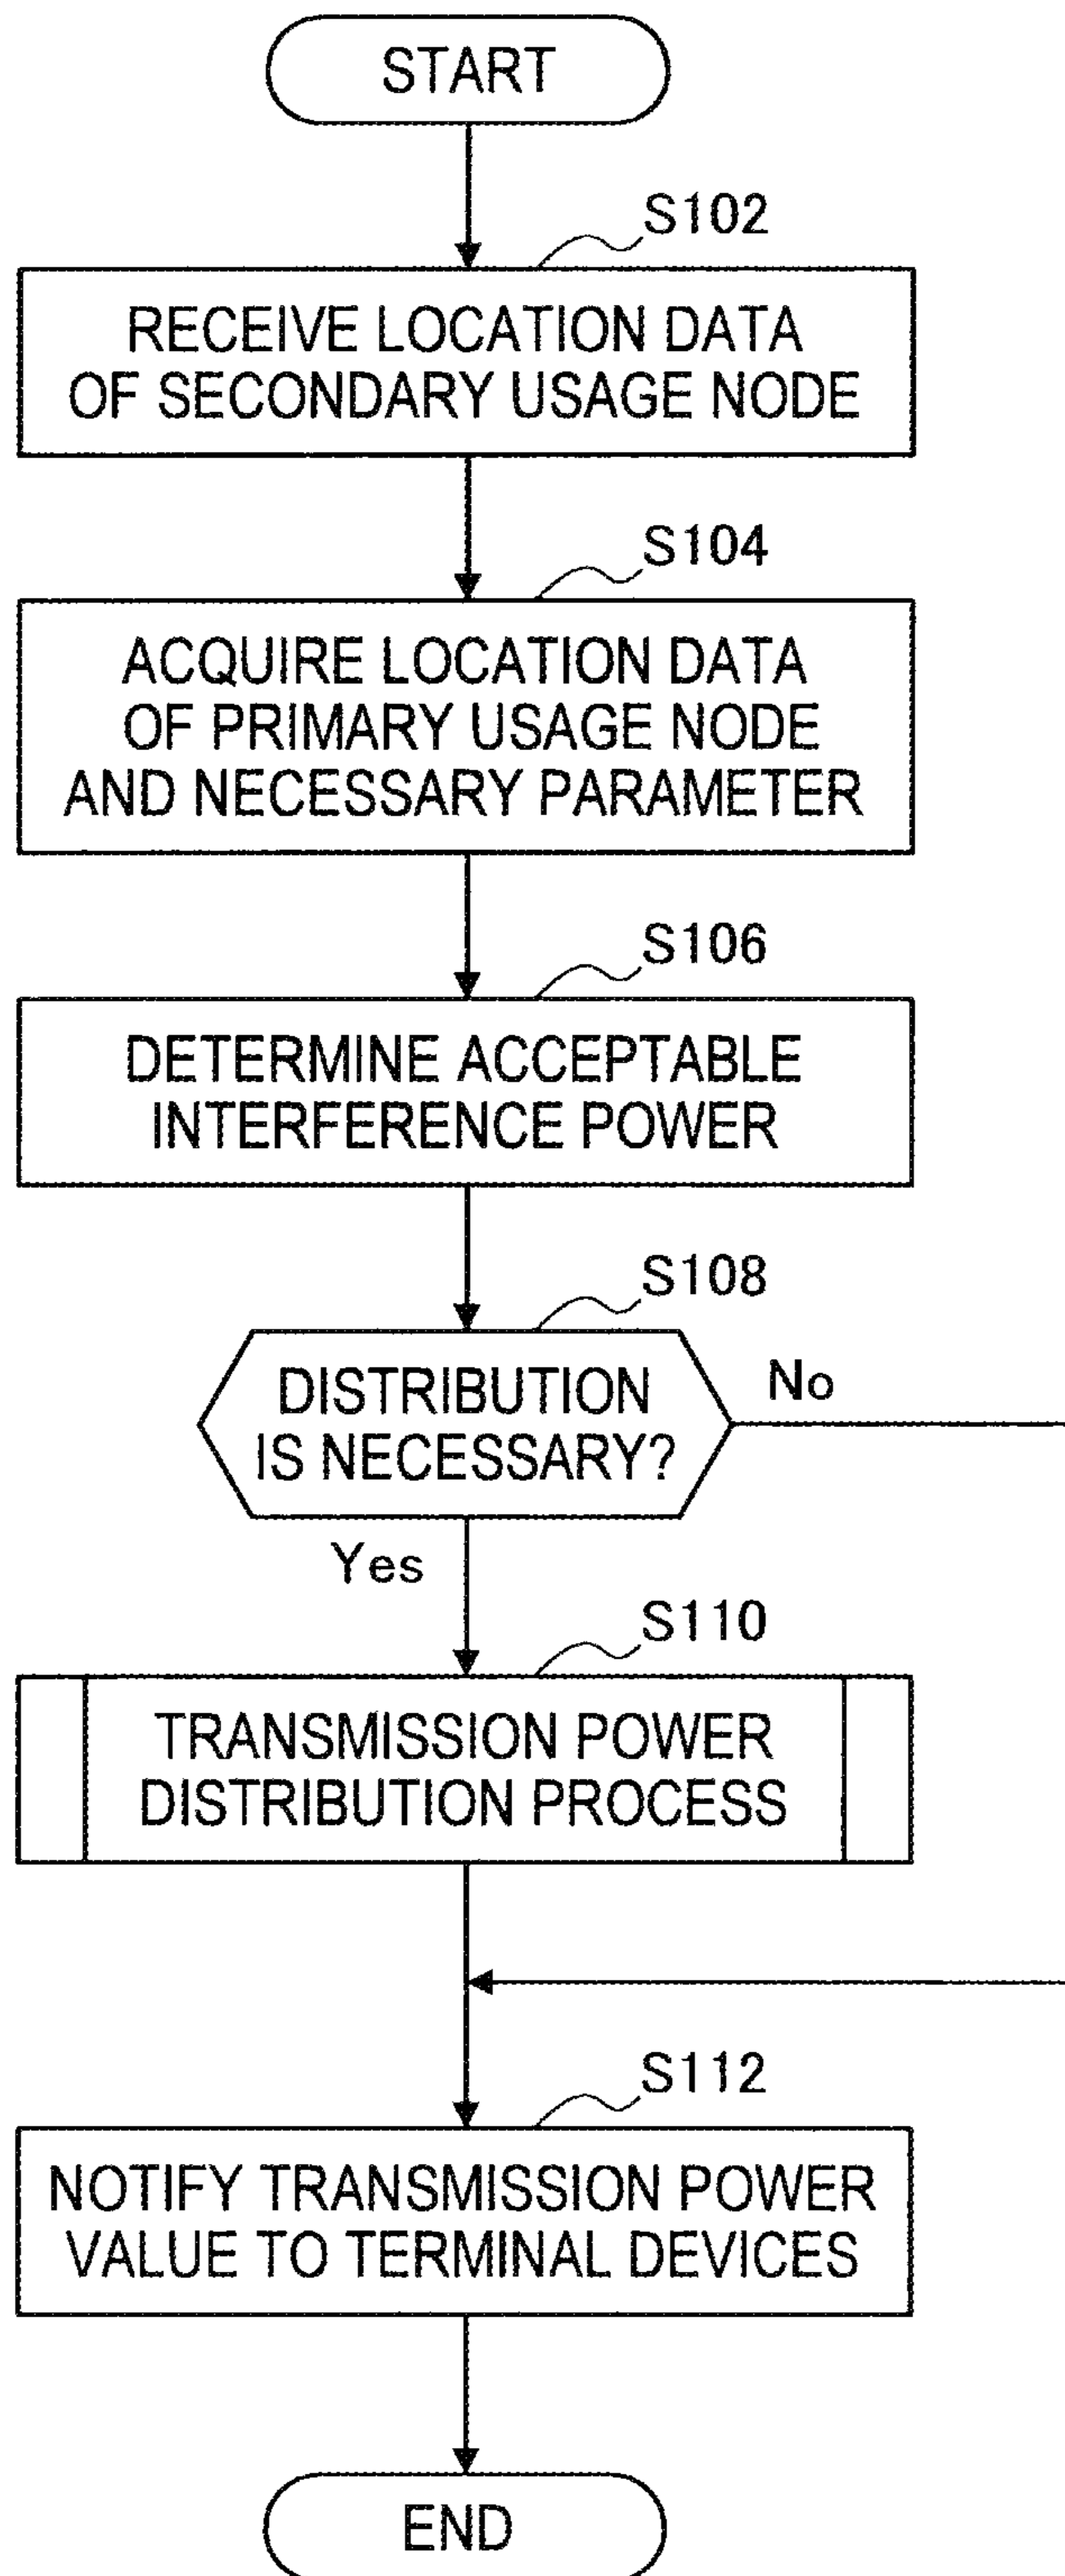 START
S102
RECEIVE LOCATION DATA
OF SECONDARY USAGE NODE
S104
ACQUIRE LOCATION DATA
OF PRIMARY USAGE NODE
AND NECESSARY PARAMETER
S106
DETERMINE ACCEPTABLE
INTERFERENCE POWER
S108
DISTRIBUTION
IS NECESSARY?
No
Yes
S110
TRANSMISSION POWER
DISTRIBUTION PROCESS
S112
NOTIFY TRANSMISSION POWER
VALUE TO TERMINAL DEVICES
END